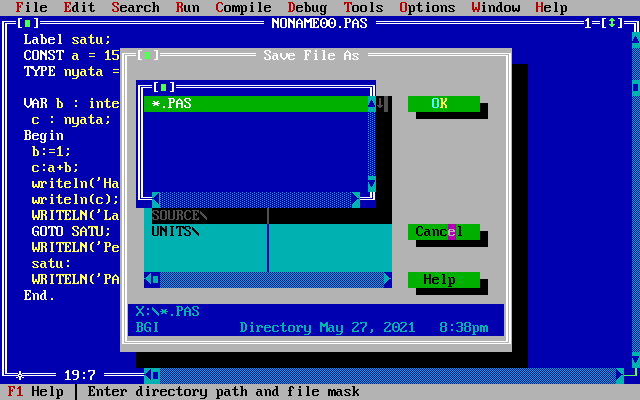 File Edit Search Run Compile Debug Tools Options Window Help
NONAME00.PAS 1
Label satu;
CONST a = 15
TYPE nyata =
VAR b : inte
c : nyata;
Begin
b:=1;
c:a+b;
writeln('Ha
writeln(c);
WRITELN('La
GOTO SATU;
WRITELN('Pe
satu:
WRITELN('PA
End.
19:7
Save File As
*.PAS
SOURCE\
UNITS\
OK
Cancel
Help
X:\*.PAS
BGI Directory May 27, 2021 8:38pm
F1 Help | Enter directory path and file mask